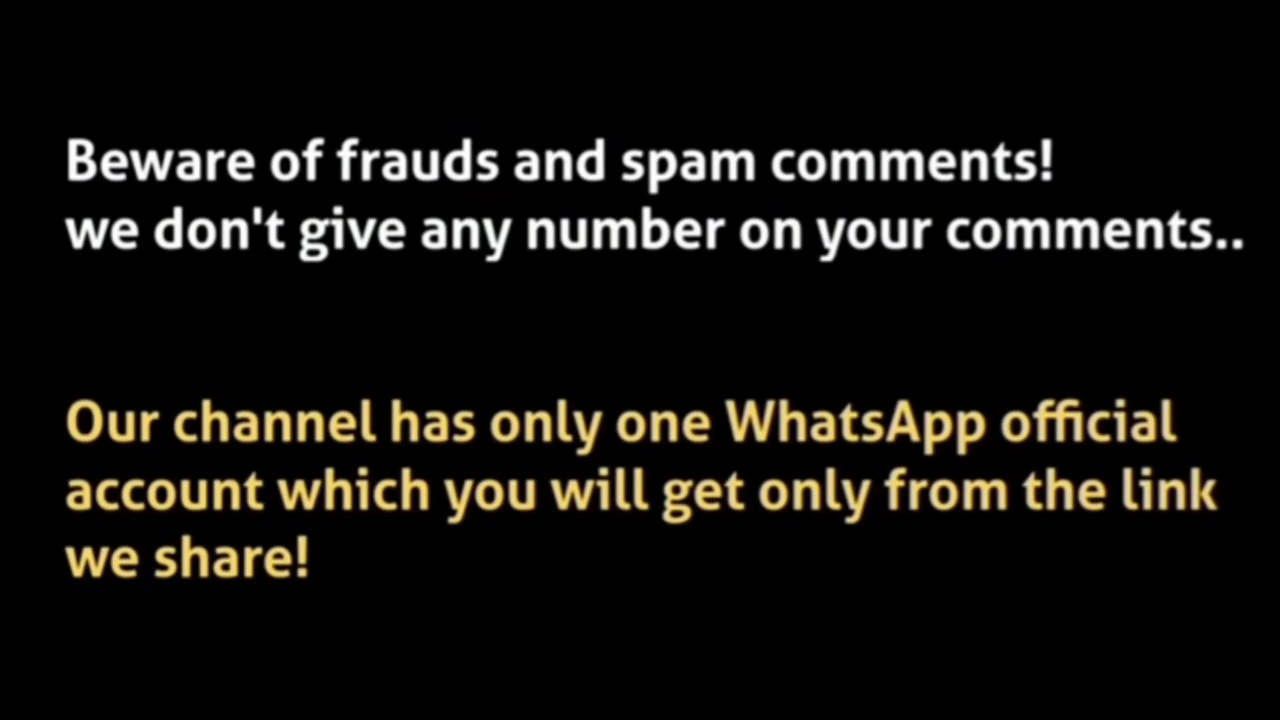 Beware of frauds and spam comments!
we don't give any number on your comments..
Our channel has only one WhatsApp official
account which you will get only from the link
we share!